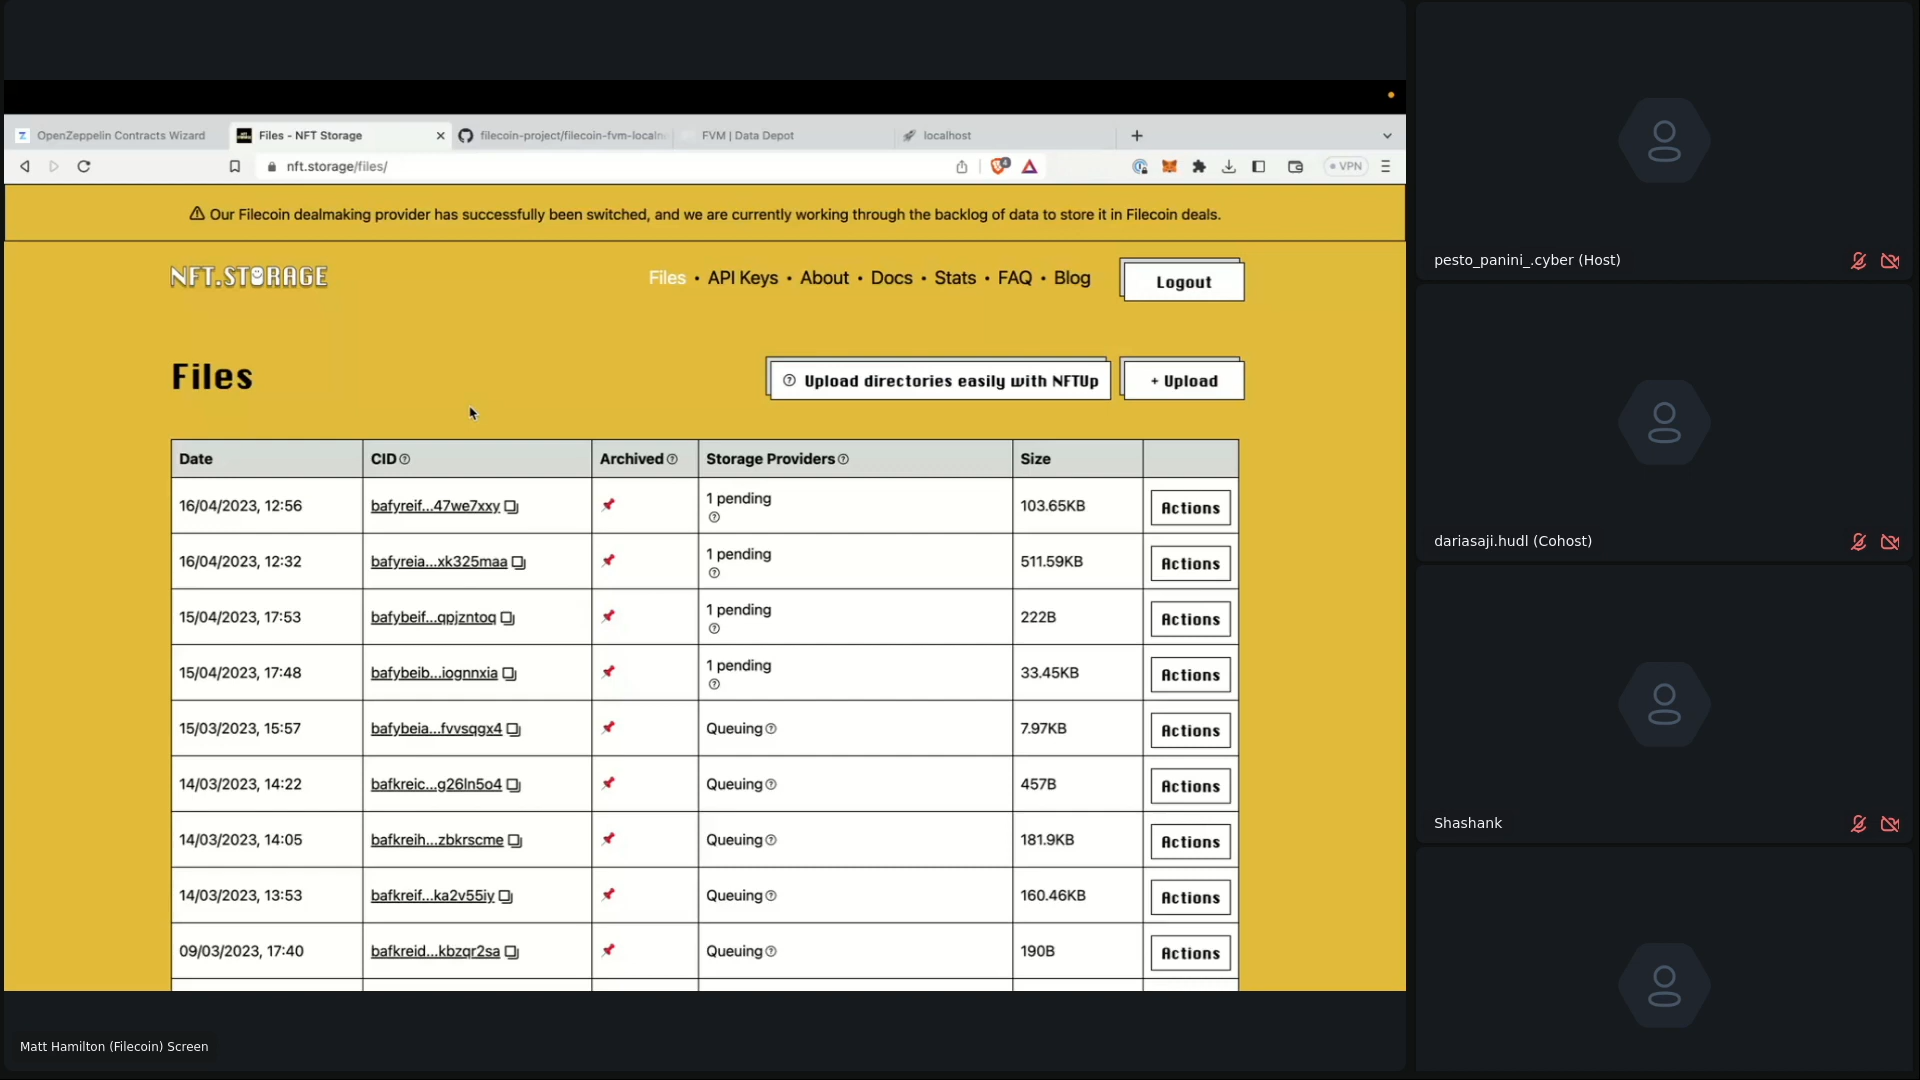 OpenZeppelin Contracts Wizard
Files - NFT Storage
filecoin-project/filecoin-fvm-localn
FVM | Data Depot
localhost
nft.storage/files/
4
VPN
Our Filecoin dealmaking provider has successfully been switched, and we are currently working through the backlog of data to store it in Filecoin deals.
NFT.STORAGE
Files • API Keys • About • Docs • Stats • FAQ • Blog
Logout
Files
Upload directories easily with NFTUp
+ Upload
Date CID Archived Storage Providers Size
16/04/2023, 12:56 bafyreif...47we7xxy 1 pending 103.65KB Actions
16/04/2023, 12:32 bafyreia...xk325maa 1 pending 511.59KB Actions
15/04/2023, 17:53 bafybeif...qpjzntoq 1 pending 222B Actions
15/04/2023, 17:48 bafybeib...iognnxia 1 pending 33.45KB Actions
15/03/2023, 15:57 bafybeia...fvvsqgx4 Queuing 7.97KB Actions
14/03/2023, 14:22 bafkreic...g26ln5o4 Queuing 457B Actions
14/03/2023, 14:05 bafkreih...zbkrscme Queuing 181.9KB Actions
14/03/2023, 13:53 bafkreif...ka2v55iy Queuing 160.46KB Actions
09/03/2023, 17:40 bafkreid...kbzqr2sa Queuing 190B Actions
Matt Hamilton (Filecoin) Screen
pesto_panini_.cyber (Host)
dariasaji.hudl (Cohost)
Shashank